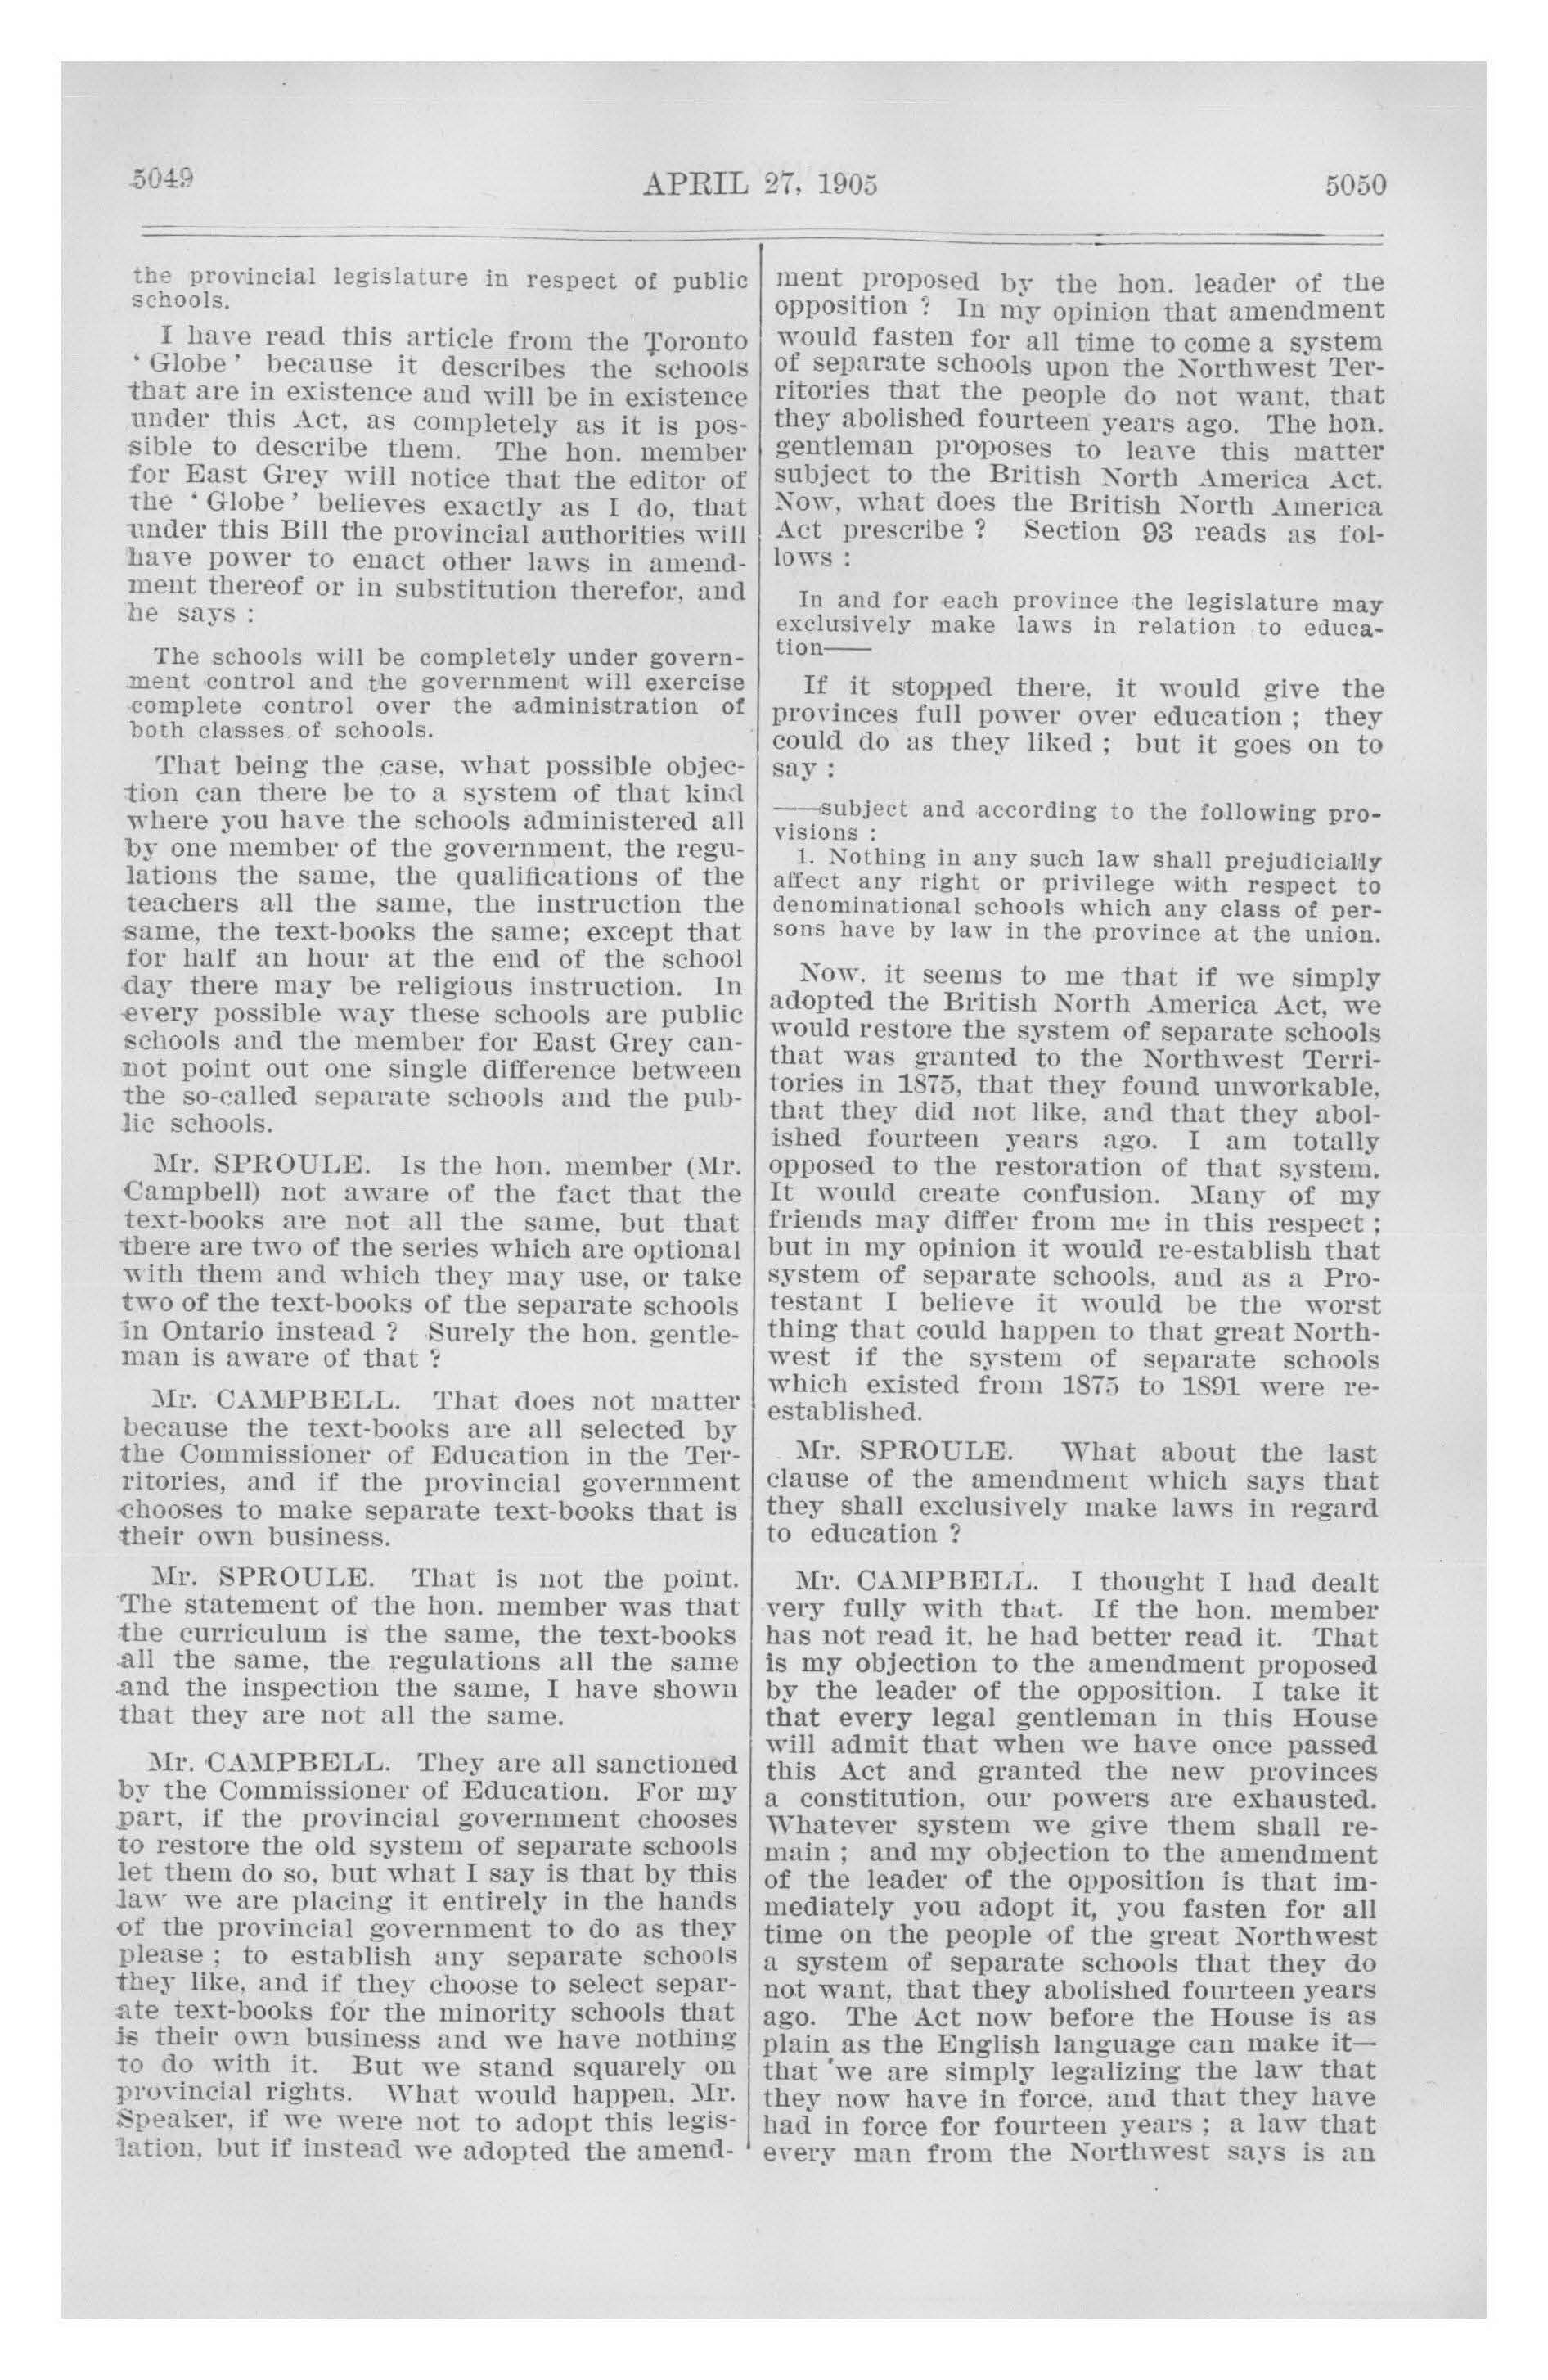 5049
APRIL 27, 1905
5050
the provincial legislature in respect of public
schools.
I have read this article from the Toronto
‘ Globe ’ because it describes the schools
that are in existence and will be in existence
under this Act, as completely as it is pos-
sible to describe them. The hon. member
for East Grey will notice that the editor of
the ‘ Globe ’ believes exactly as I do, that
under this Bill the provincial authorities will
have power to enact other laws in amend-
ment thereof or in substitution therefor, and
he says :
The schools will be completely under govern-
ment control and the government will exercise
complete control over the administration of
both classes of schools.
That being the case, what possible objec-
tion can there be to a system of that kind
where you have the schools administered all
by one member of the government, the regu-
lations the same, the qualifications of the
teachers all the same, the instruction the
same, the text-books the same; except that
for half an hour at the end of the school
day there may be religious instruction. In
every possible way these schools are public
schools and the member for East Grey can-
not point out one single difference between
the so-called separate schools and the pub-
lic schools.
Mr. SPROULE. Is the hon. member (Mr.
Campbell) not aware of the fact that the
text-books are not all the same, but that
there are two of the series which are optional
with them and which they may use, or take
two of the text-books of the separate schools
in Ontario instead ? Surely the hon. gentle-
man is aware of that ?
Mr. CAMPBELL. That does not matter
because the text-books are all selected by
the Commissioner of Education in the Ter-
ritories, and if the provincial government
chooses to make separate text-books that is
their own business.
Mr. SPROULE. That is not the point.
The statement of the hon. member was that
the curriculum is the same, the text-books
all the same, the regulations all the same
and the inspection the same, I have shown
that they are not all the same.
Mr. CAMPBELL. They are all sanctioned
by the Commissioner of Education. For my
part, if the provincial government chooses
to restore the old system of separate schools
let them do so, but what I say is that by this
law we are placing it entirely in the hands
of the provincial government to do as they
please ; to establish any separate schools
they like, and if they choose to select separ-
ate text-books for the minority schools that
is their own business and we have nothing
to do with it. But we stand squarely on
provincial rights. What would happen, Mr.
Speaker, if we were not to adopt this legis-
lation, but if instead we adopted the amend-
ment proposed by the hon. leader of the
opposition ? In my opinion that amendment
would fasten for all time to come a system
of separate schools upon the Northwest Ter-
ritories that the people do not want, that
they abolished fourteen years ago. The hon.
gentleman proposes to leave this matter
subject to the British North America Act.
Now, what does the British North America
Act prescribe ? Section 93 reads as fol-
lows :
In and for each province the legislature may
exclusively make laws in relation to educa-
tion——
If it stopped there, it would give the
provinces full power over education ; they
could do as they liked ; but it goes on to
say :
——subject and according to the following pro-
visions :
1. Nothing in any such law shall prejudicially
affect any right or privilege with respect to
denominational schools which any class of per-
sons have by law in the province at the union.
Now, it seems to me that if we simply
adopted the British North America Act, we
would restore the system of separate schools
that was granted to the Northwest Terri-
tories in 1875, that they found unworkable,
that they did not like, and that they abol-
ished fourteen years ago. I am totally
opposed to the restoration of that system.
It would create confusion. Many of my
friends may differ from me in this respect ;
but in my opinion it would re-establish that
system of separate schools, and as a Pro-
testant I believe it would be the worst
thing that could happen to that great North-
west if the system of separate schools
which existed from 1875 to 1891 were re-
established.
Mr. SPROULE. What about the last
clause of the amendment which says that
they shall exclusively make laws in regard
to education ?
Mr. CAMPBELL. I thought I had dealt
very fully with that. If the hon. member
has not read it, he had better read it. That
is my objection to the amendment proposed
by the leader of the opposition. I take it
that every legal gentleman in this House
will admit that when we have once passed
this Act and granted the new provinces
a constitution, our powers are exhausted.
Whatever system we give them shall re-
main ; and my objection to the amendment
of the leader of the opposition is that im-
mediately you adopt it, you fasten for all
time on the people of the great Northwest
a system of separate schools that they do
not want, that they abolished fourteen years
ago. The Act now before the House is as
plain as the English language can make it—
that we are simply legalizing the law that
they now have in force, and that they have
had in force for fourteen years ; a law that
every man from the Northwest says is an